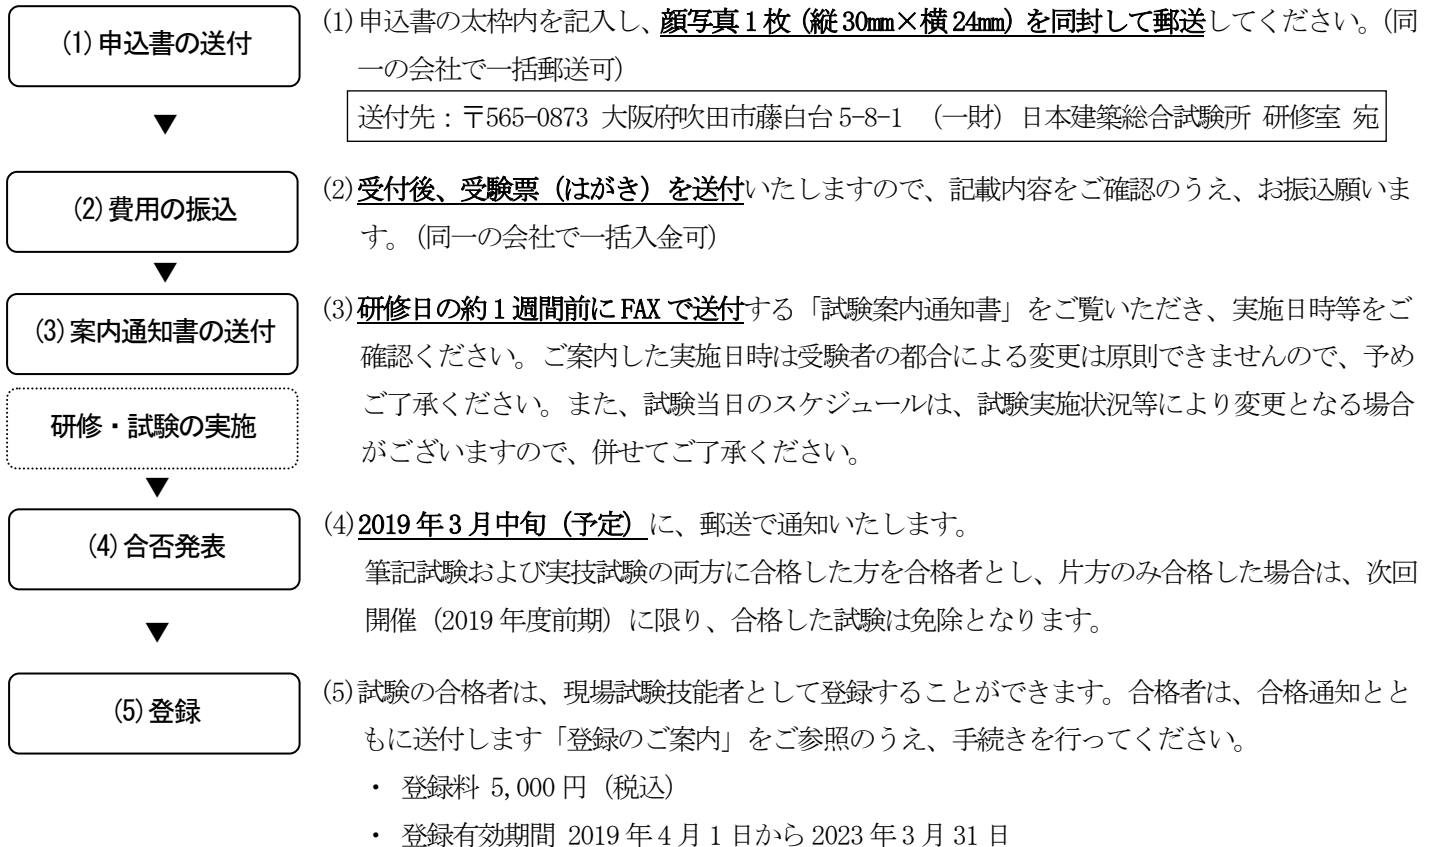 (1)申込書の送付
(1)申込書の太枠内を記入し、顔写真1枚(縦30㎜×横24㎜)を同封して郵送してください。(同
一の会社で一括郵送可)
送付先：〒565-0873 大阪府吹田市藤白台5-8-1 （一財）日本建築総合試験所 研修室 宛
▼
(2)費用の振込
(2)受付後、受験票（はがき）を送付いたしますので、記載内容をご確認のうえ、お振込願いま
す。(同一の会社で一括入金可)
▼
(3)案内通知書の送付
(3)研修日の約1週間前にFAXで送付する「試験案内通知書」をご覧いただき、実施日時等をご
確認ください。ご案内した実施日時は受験者の都合による変更は原則できませんので、予め
ご了承ください。また、試験当日のスケジュールは、試験実施状況等により変更となる場合
がございますので、併せてご了承ください。
研修・試験の実施
▼
(4)合否発表
(4)2019年3月中旬（予定）に、郵送で通知いたします。
筆記試験および実技試験の両方に合格した方を合格者とし、片方のみ合格した場合は、次回
開催（2019年度前期）に限り、合格した試験は免除となります。
▼
(5)登録
(5)試験の合格者は、現場試験技能者として登録することができます。合格者は、合格通知とと
もに送付します「登録のご案内」をご参照のうえ、手続きを行ってください。
・ 登録料 5,000円（税込）
・ 登録有効期間 2019年4月1日から2023年3月31日